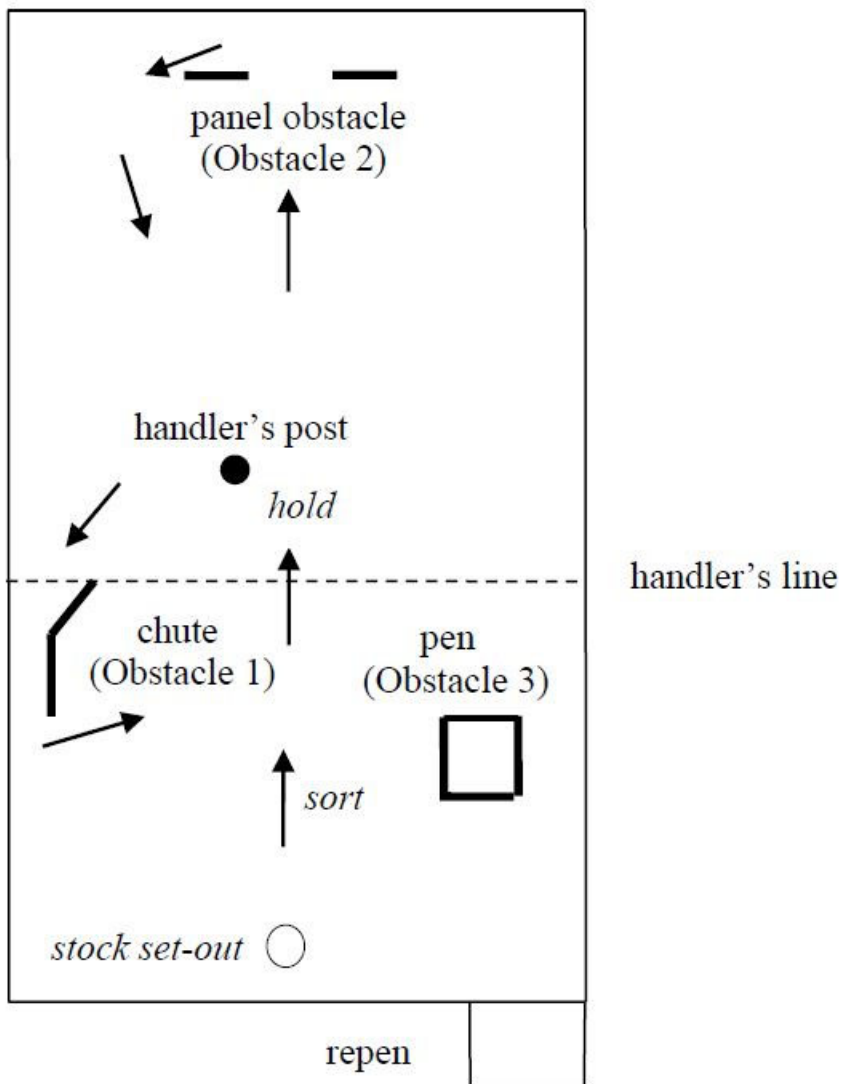 panel obstacle
(Obstacle 2)
handler’s post
hold
handler’s line
chute
(Obstacle 1)
pen
(Obstacle 3)
sort
stock set-out
repen